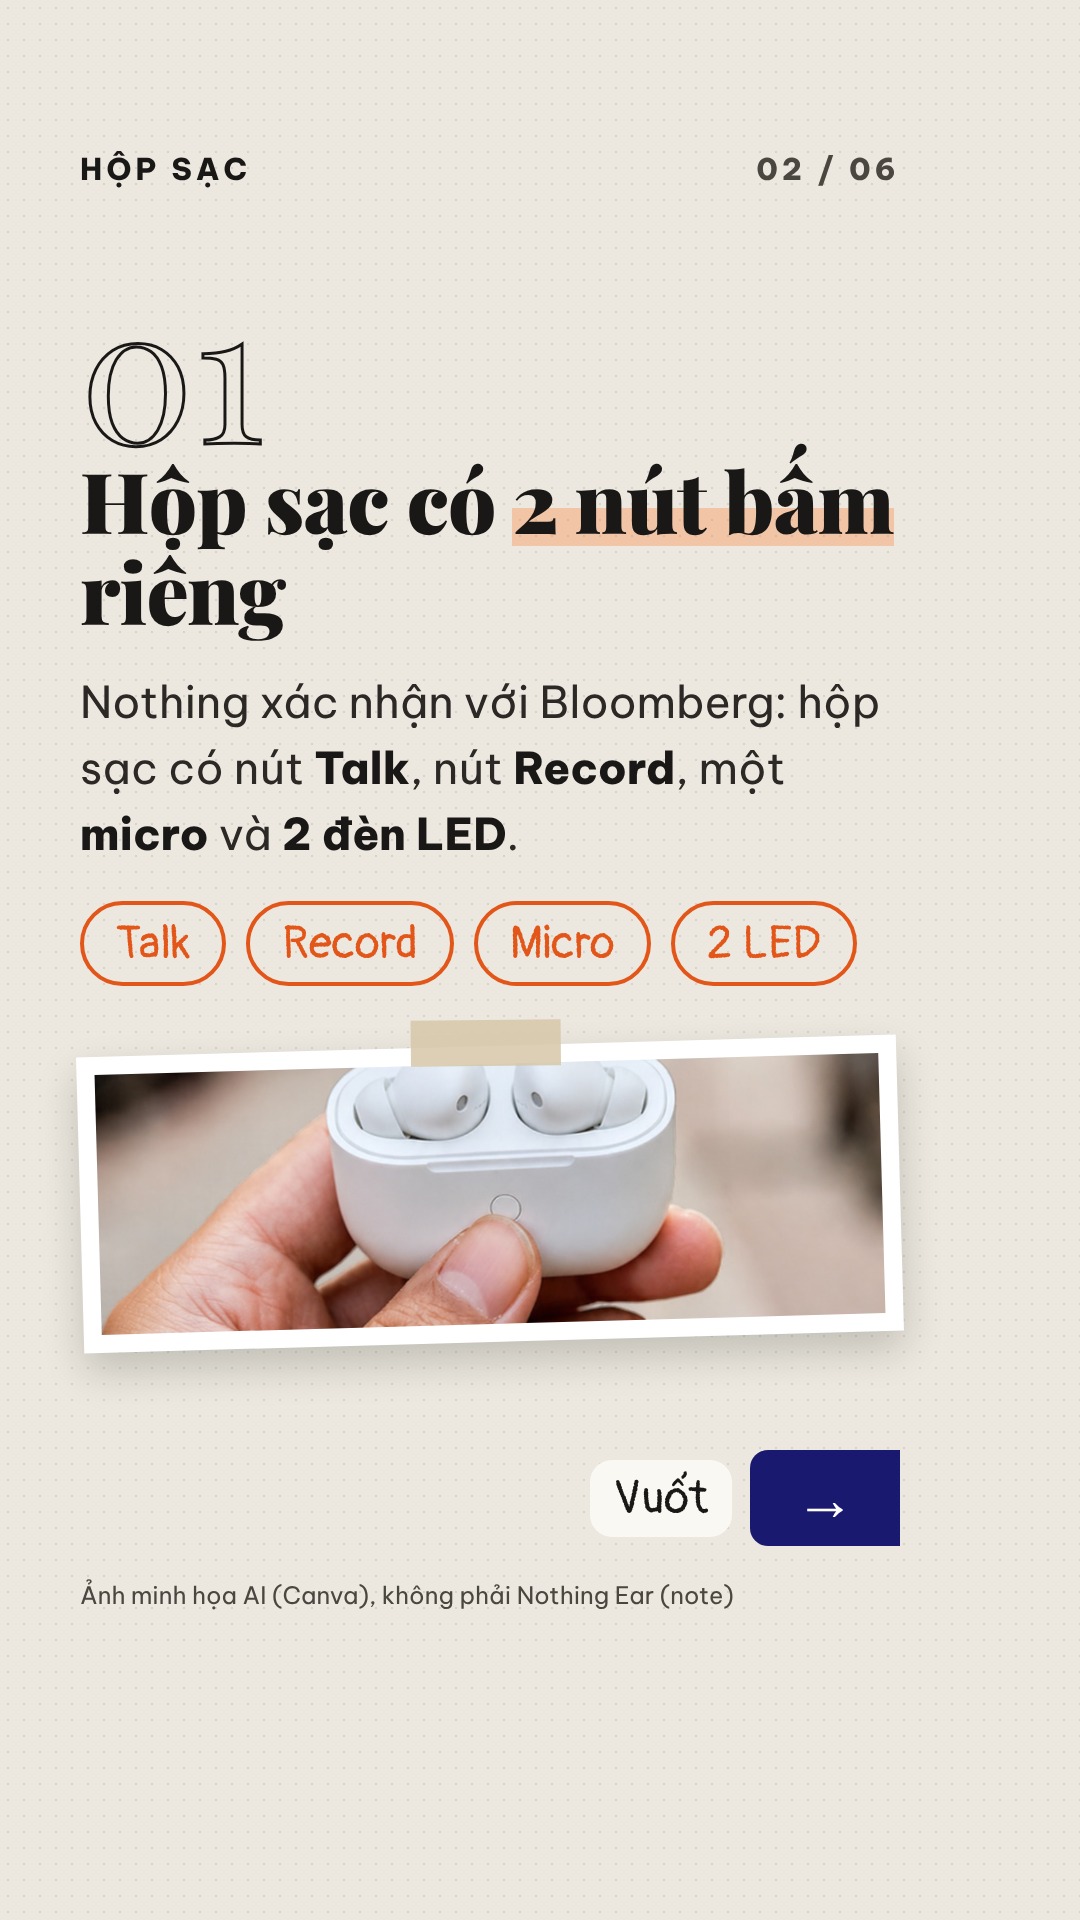 HỘP SẠC
02 / 06
01
Hộp sạc có 2 nút bấm
riêng
Nothing xác nhận với Bloomberg: hộp
sạc có nút Talk, nút Record, một
micro và 2 đèn LED.
Talk Record Micro 2 LED
Vuốt →
Ảnh minh họa AI (Canva), không phải Nothing Ear (note)